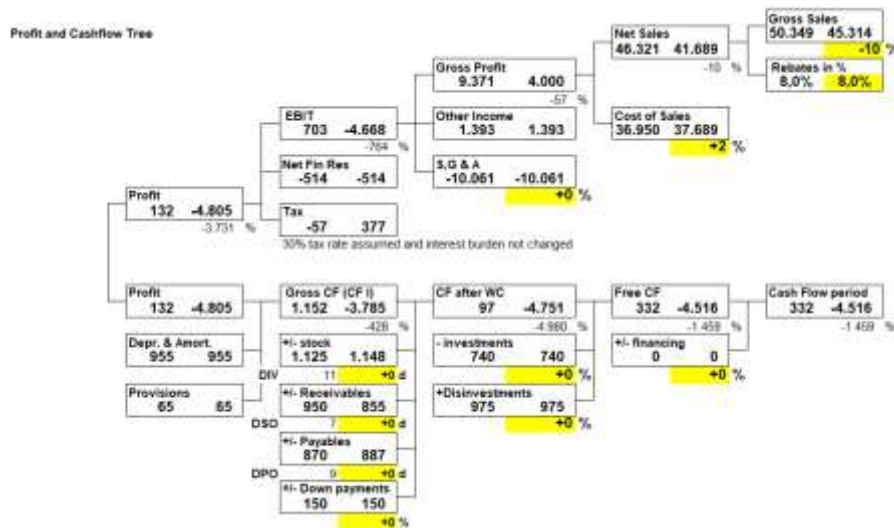 Profit and Cashflow Tree
Gross Sales
50.349 45.314
-10 %
Rebates in %
8,0% 8,0%
Net Sales
46.321 41.689
-10 %
Cost of Sales
36.950 37.689
+2 %
Gross Profit
9.371 4.000
-57 %
Other Income
1.393 1.393
S,G & A
-10.061 -10.061
+0 %
EBIT
703 -4.668
-764 %
Net Fin Res
-514 -514
Tax
-57 377
30% tax rate assumed and interest burden not changed
Profit
132 -4.805
-3.731 %
Profit
132 -4.805
Depr. & Amort.
955 955
Provisions
65 65
Gross CF (CF I)
1.152 -3.785
-428 %
+/- stock
1.125 1.148
DIV 11 +0 d
+/- Receivables
950 855
DSO 7 +0 d
+/- Payables
870 887
DPO 9 +0 d
+/- Down payments
150 150
+0 %
CF after WC
97 -4.751
-4.980 %
- investments
740 740
+0 %
+Disinvestments
975 975
+0 %
Free CF
332 -4.516
-1.459 %
+/- financing
0 0
+0 %
Cash Flow period
332 -4.516
-1.459 %